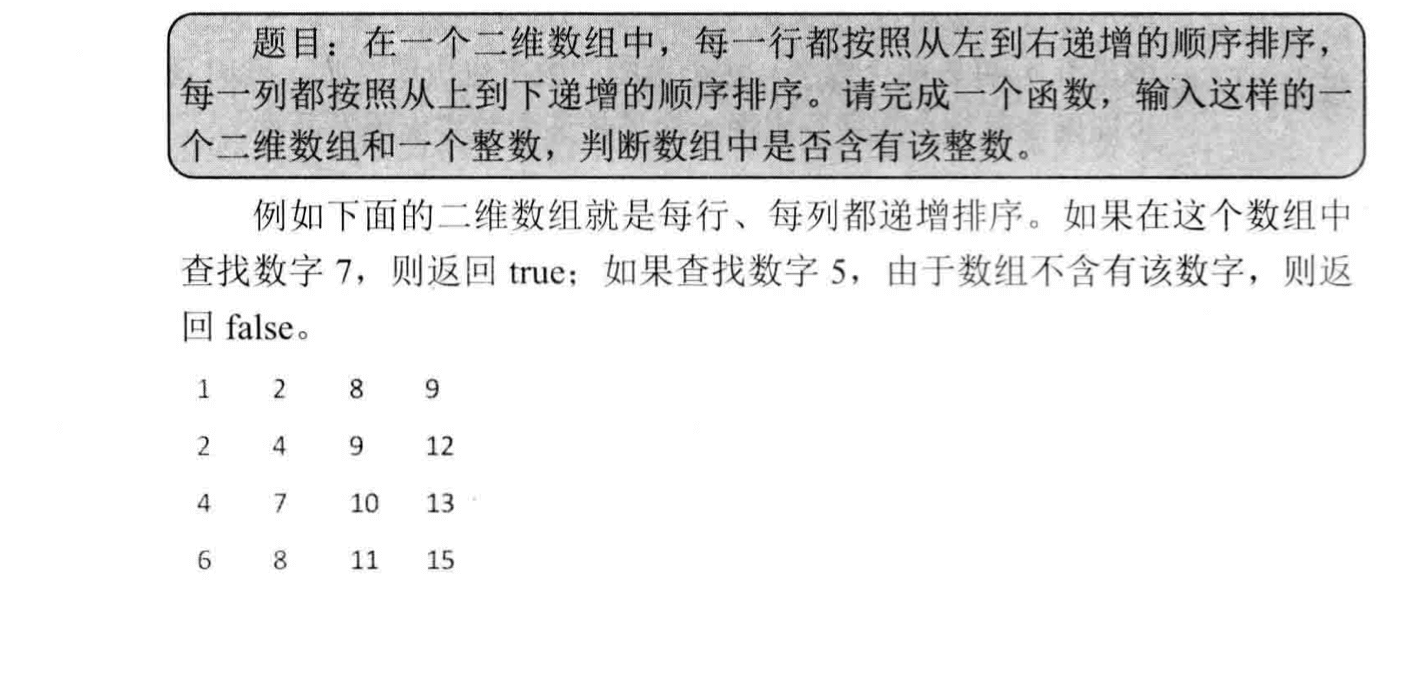 题目：在一个二维数组中，每一行都按照从左到右递增的顺序排序，
每一列都按照从上到下递增的顺序排序。请完成一个函数，输入这样的一
个二维数组和一个整数，判断数组中是否含有该整数。
例如下面的二维数组就是每行、每列都递增排序。如果在这个数组中
查找数字 7，则返回 true；如果查找数字 5，由于数组不含有该数字，则返
回 false。
1 2 8 9
2 4 9 12
4 7 10 13
6 8 11 15